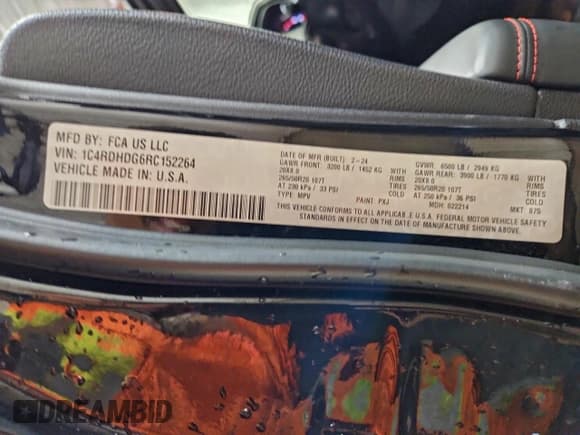 MFD BY: FCA US LLC
VIN: 1C4RDHDG6RC152264
VEHICLE MADE IN: U.S.A.
DATE OF MFR (BUILT): 2-24 GVWR: 6500 LB / 2949 KG
GAWR FRONT: 3200 LB / 1452 KG GAWR REAR: 3900 LB / 1770 KG
20X8.0 RIMS 20X8.0 RIMS
265/50R20 107T TIRES 265/50R20 107T TIRES
AT 230 kPa / 33 PSI COLD AT 250 kPa / 36 PSI COLD
TYPE: MPV PAINT: PXJ MDH: 022214 MKT: 975
THIS VEHICLE CONFORMS TO ALL APPLICABLE U.S.A. FEDERAL MOTOR VEHICLE SAFETY
STANDARDS IN EFFECT ON THE DATE OF MANUFACTURE SHOWN ABOVE.
DREAMBID